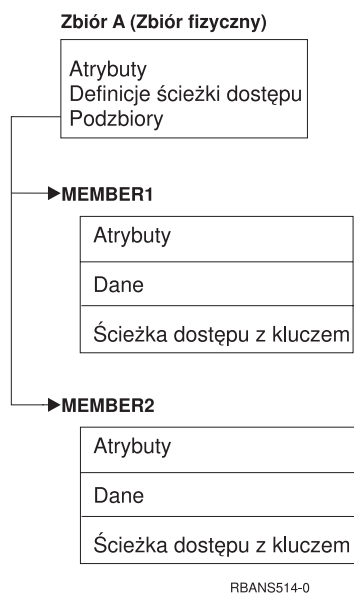 Zbiór A (Zbiór fizyczny)
Atrybuty
Definicje ścieżki dostępu
Podzbiory
MEMBER1
Atrybuty
Dane
Ścieżka dostępu z kluczem
MEMBER2
Atrybuty
Dane
Ścieżka dostępu z kluczem
RBANS514-0